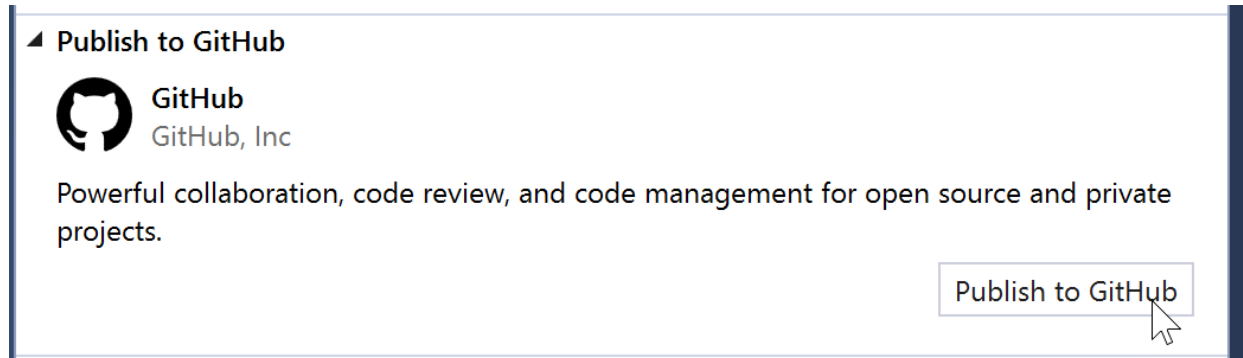 Publish to GitHub
GitHub
GitHub, Inc
Powerful collaboration, code review, and code management for open source and private
projects.
Publish to GitHub